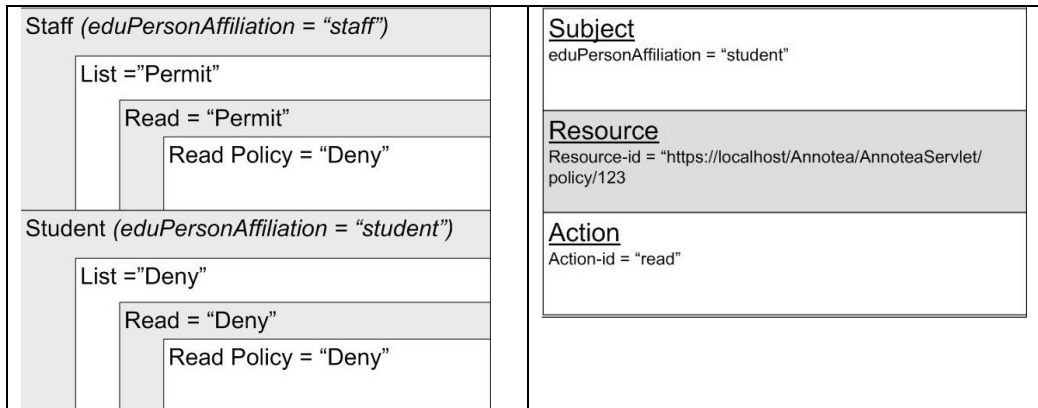 Staff (eduPersonAffiliation = “staff”)
List =”Permit”
Read = “Permit”
Read Policy = “Deny”
Student (eduPersonAffiliation = “student”)
List =”Deny”
Read = “Deny”
Read Policy = “Deny”
Subject
eduPersonAffiliation = “student”
Resource
Resource-id = “https://localhost/Annotea/AnnoteaServlet/
policy/123
Action
Action-id = “read”